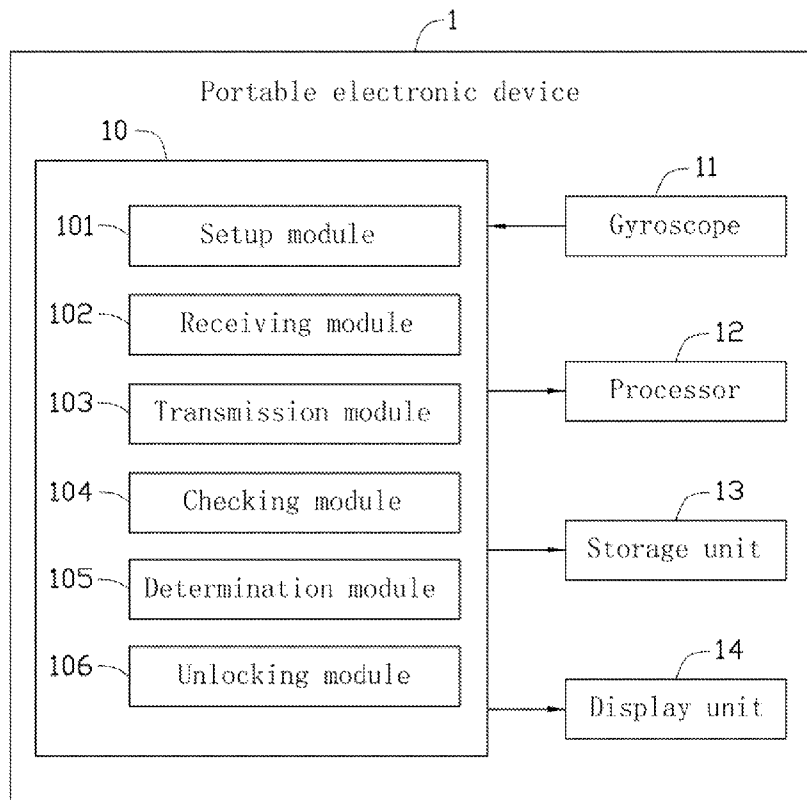 1
Portable electronic device
10
101
Setup module
102
Receiving module
103
Transmission module
104
Checking module
105
Determination module
106
Unlocking module
11
Gyroscope
12
Processor
13
Storage unit
14
Display unit